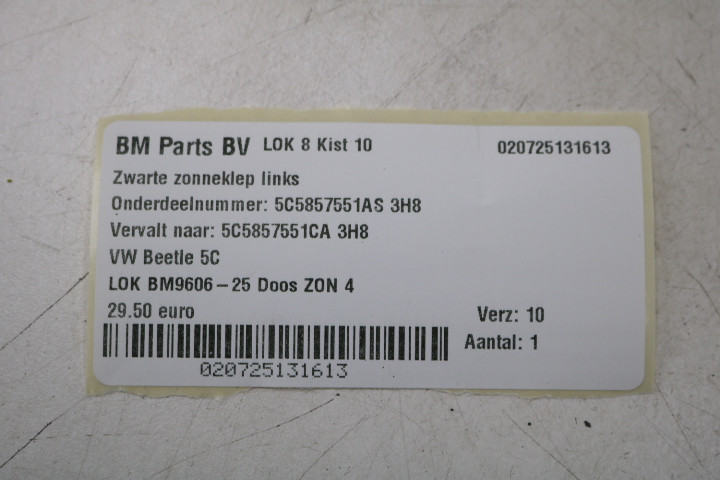 BM Parts BV LOK 8 Kist 10 020725131613
Zwarte zonneklep links
Onderdeelnummer: 5C5857551AS 3H8
Vervalt naar: 5C5857551CA 3H8
VW Beetle 5C
LOK BM9606-25 Doos ZON 4
29.50 euro Verz: 10
Aantal: 1
020725131613